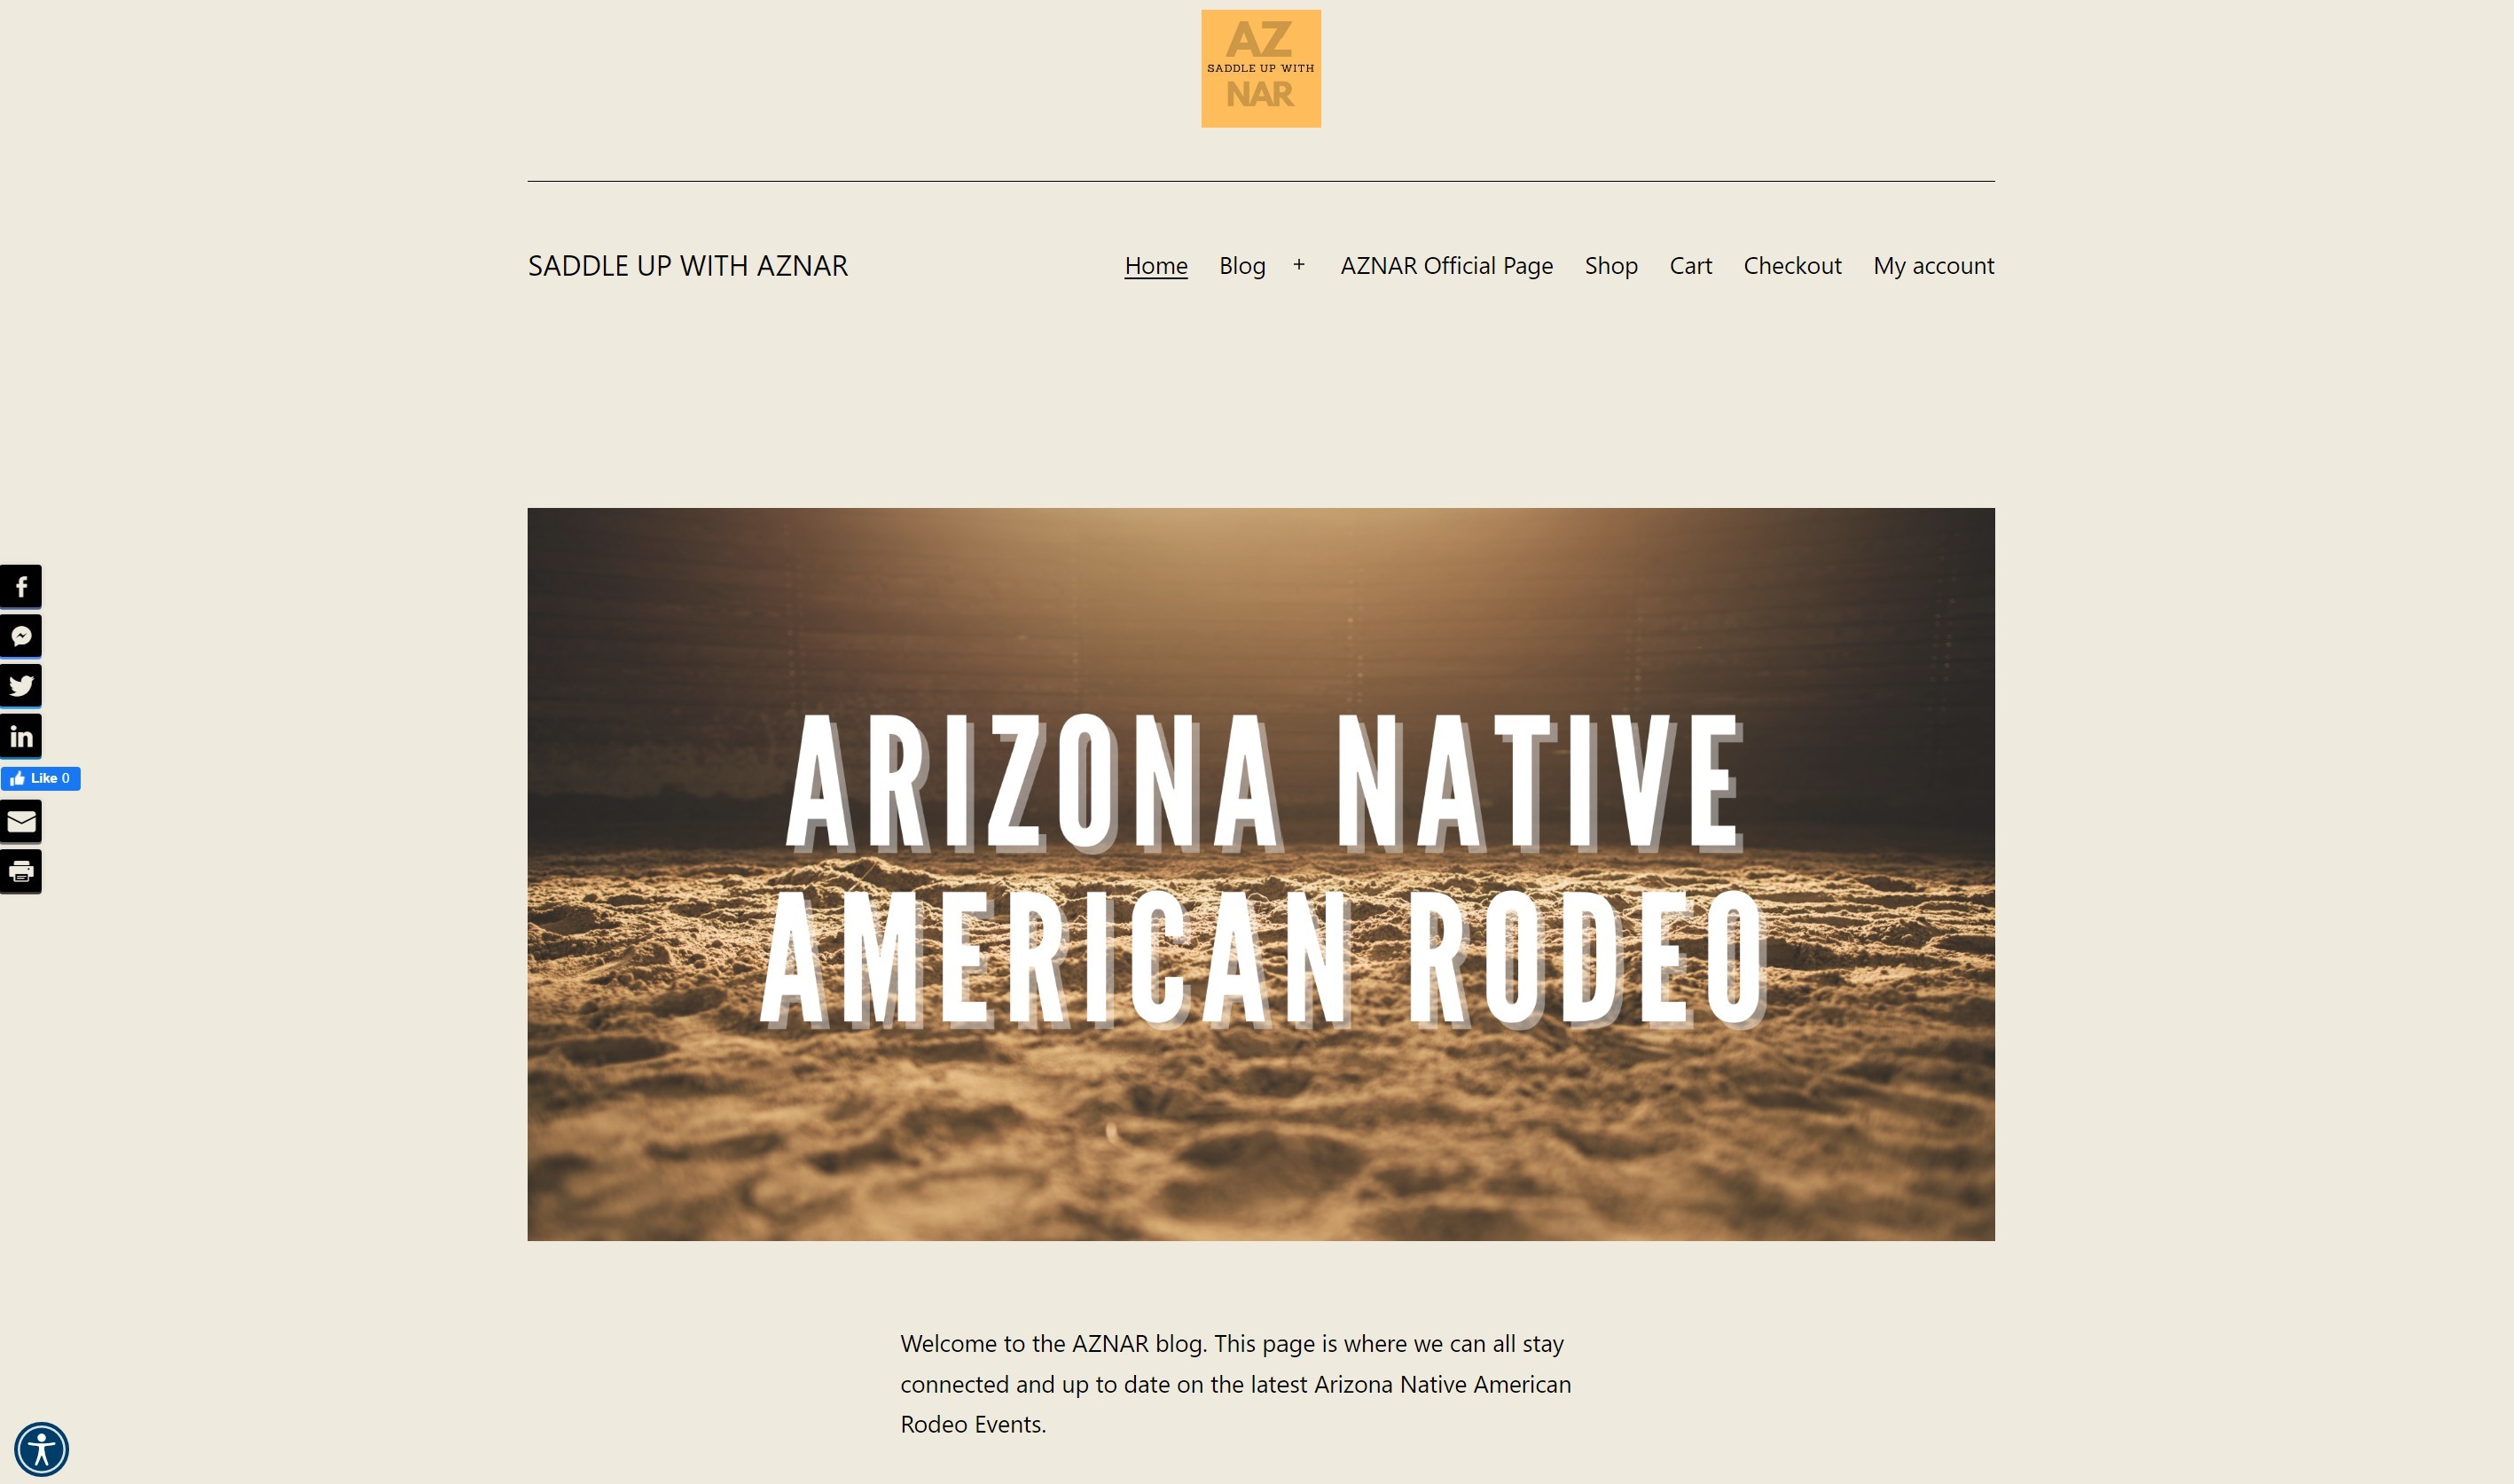 AZ
SADDLE UP WITH
NAR
SADDLE UP WITH AZNAR
Home Blog + AZNAR Official Page Shop Cart Checkout My account
ARIZONA NATIVE
AMERICAN RODEO
Like 0
Welcome to the AZNAR blog. This page is where we can all stay
connected and up to date on the latest Arizona Native American
Rodeo Events.